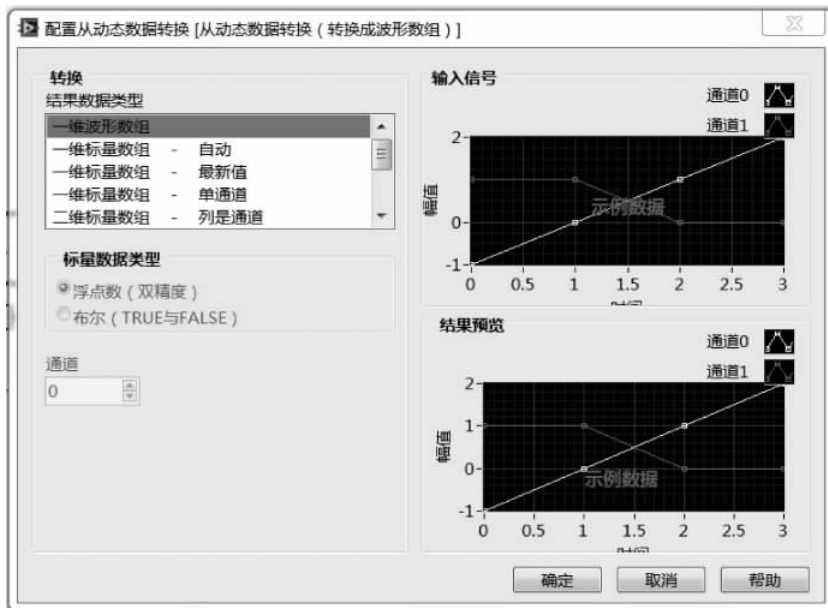 配置从动态数据转换 [从动态数据转换（转换成波形数组）]
转换
结果数据类型
一维波形数组
一维标量数组 - 自动
一维标量数组 - 最新值
一维标量数组 - 单通道
二维标量数组 - 列是通道
标量数据类型
浮点数（双精度）
布尔（TRUE与FALSE）
通道
0
输入信号
通道0
通道1
2
0
-1
幅值
示例数据
0 0.5 1 1.5 2 2.5 3
时间
结果预览
通道0
通道1
2
1
0
-1
幅值
示例数据
0 0.5 1 1.5 2 2.5 3
时间
确定 取消 帮助